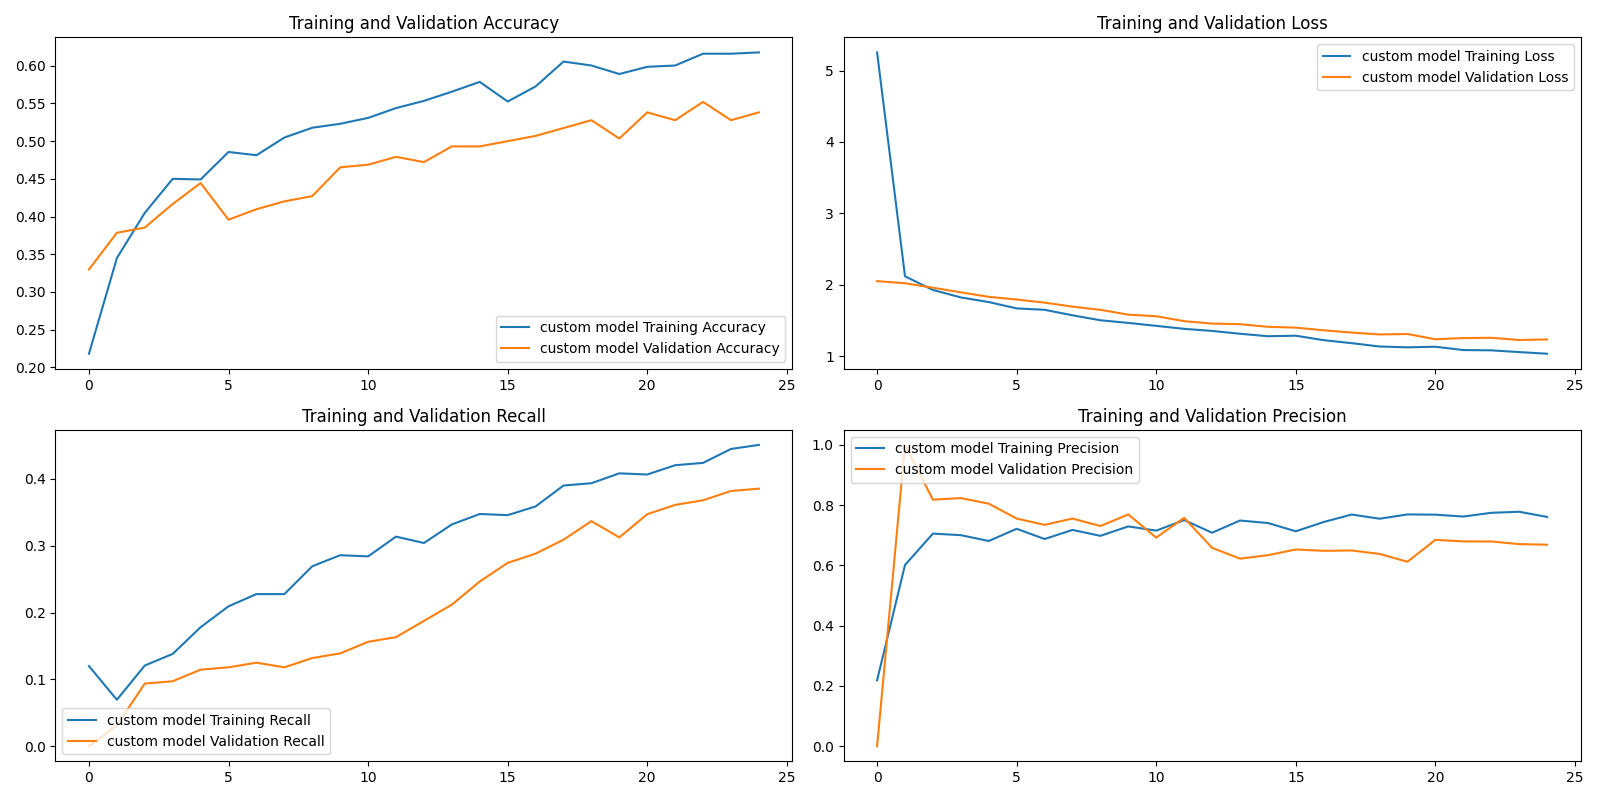 Training and Validation Accuracy
0.60
0.55
0.50
0.45
0.40
0.35
0.30
0.25
0.20
custom model Training Accuracy
custom model Validation Accuracy
0 5 10 15 20 25
Training and Validation Loss
5
4
3
2
1
custom model Training Loss
custom model Validation Loss
0 5 10 15 20 25
Training and Validation Recall
0.4
0.3
0.2
0.1
0.0
custom model Training Recall
custom model Validation Recall
0 5 10 15 20 25
Training and Validation Precision
1.0
0.8
0.6
0.4
0.2
0.0
custom model Training Precision
custom model Validation Precision
0 5 10 15 20 25